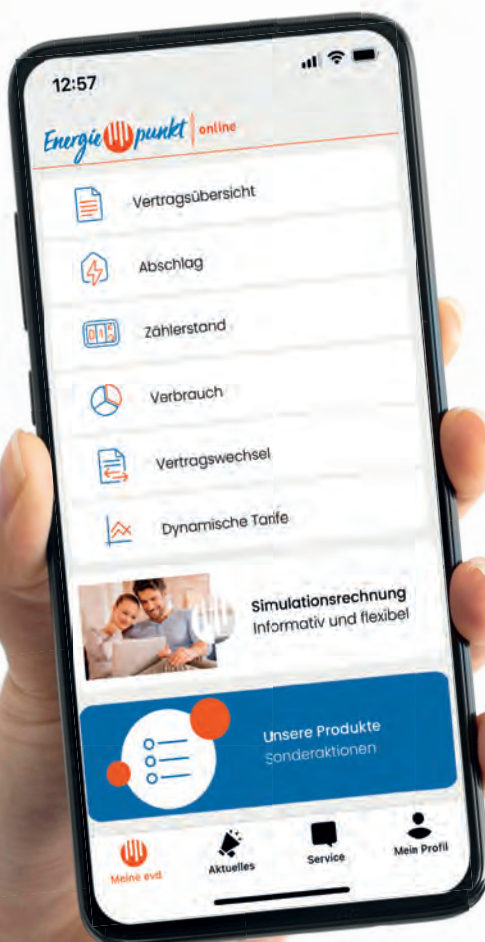 12:57
Energie punkt | online
Vertragsübersicht
Abschlag
Zählerstand
Verbrauch
Vertragswechsel
Dynamische Tarife
Simulationsrechnung
Informativ und flexibel
Unsere Produkte
Sonderaktionen
Meine evd
Aktuelles
Service
Mein Profil